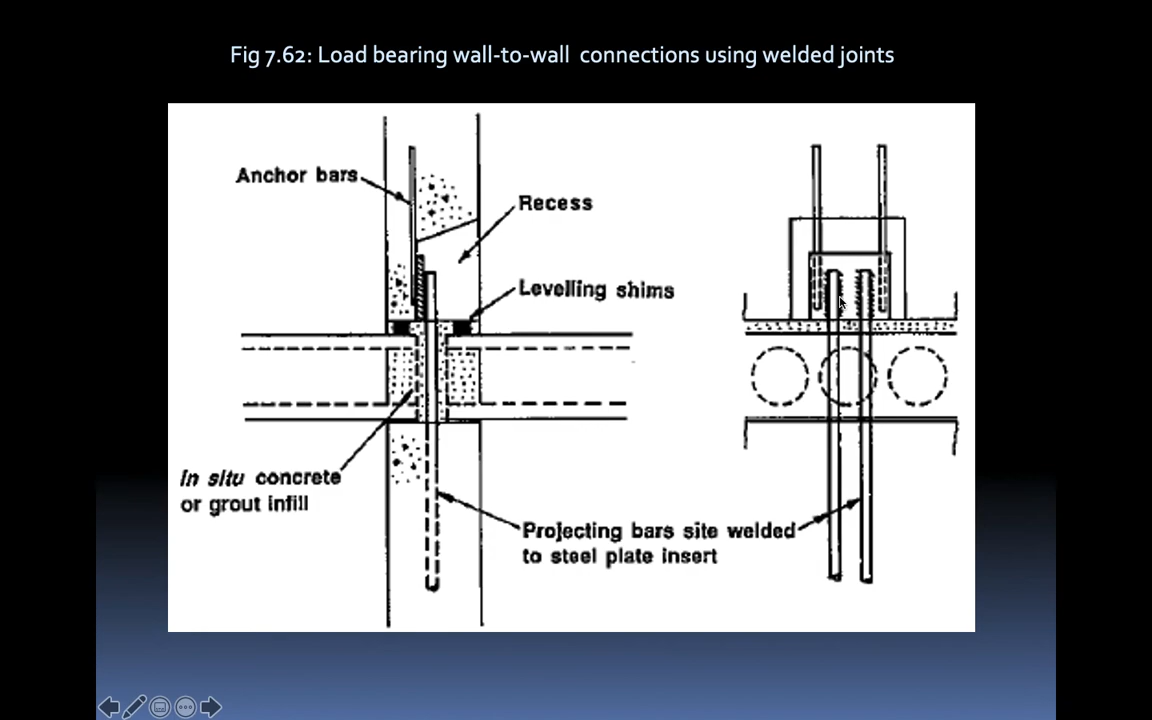 Fig 7.62: Load bearing wall-to-wall connections using welded joints
Anchor bars
Recess
Levelling shims
In situ concrete
or grout infill
Projecting bars site welded
to steel plate insert